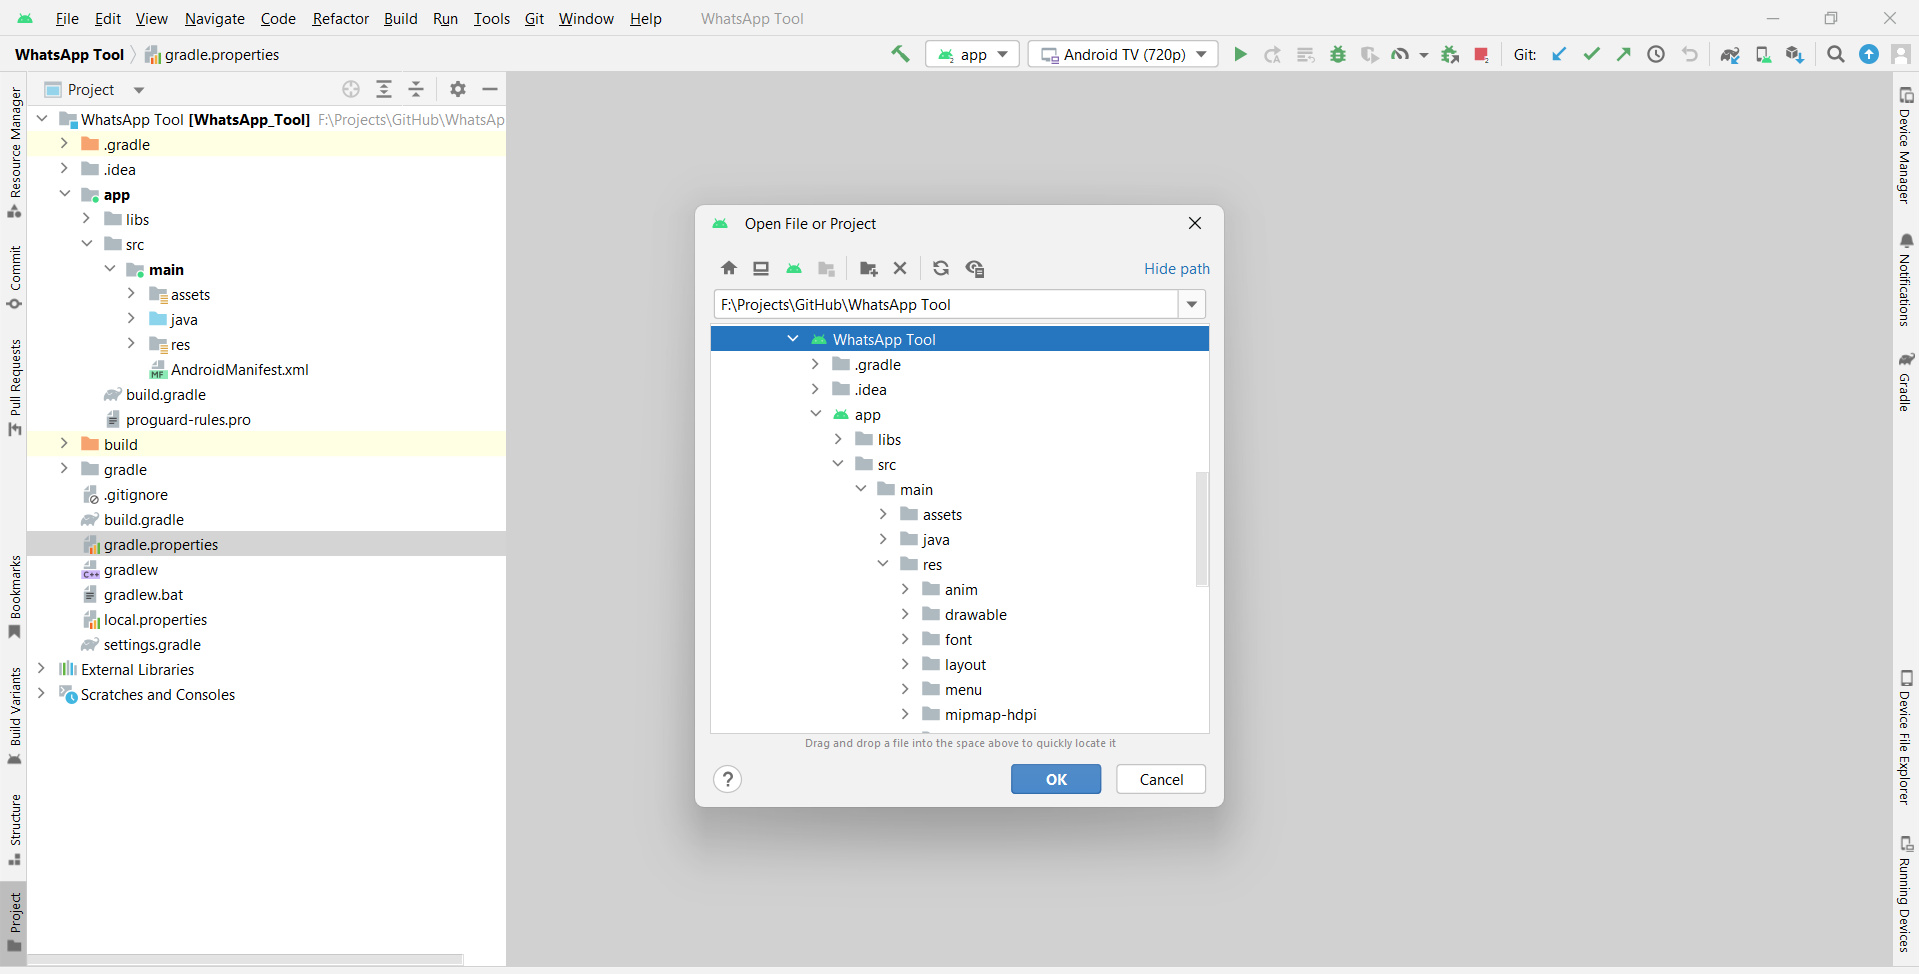 File Edit View Navigate Code Refactor Build Run Tools Git Window Help WhatsApp Tool
WhatsApp Tool gradle.properties
app
Android TV (720p)
Git:
Resource Manager
Commit
Pull Requests
Bookmarks
Build Variants
Structure
Project
Project
WhatsApp Tool [WhatsApp_Tool] F:\Projects\GitHub\WhatsAp
.gradle
.idea
app
libs
src
main
assets
java
res
MF AndroidManifest.xml
build.gradle
proguard-rules.pro
build
gradle
.gitignore
build.gradle
gradle.properties
C++ gradlew
gradlew.bat
local.properties
settings.gradle
External Libraries
Scratches and Consoles
Open File or Project
Hide path
F:\Projects\GitHub\WhatsApp Tool
WhatsApp Tool
.gradle
.idea
app
libs
src
main
assets
java
res
anim
drawable
font
layout
menu
mipmap-hdpi
Drag and drop a file into the space above to quickly locate it
?
OK
Cancel
Device Manager
Notifications
Gradle
Device File Explorer
Running Devices